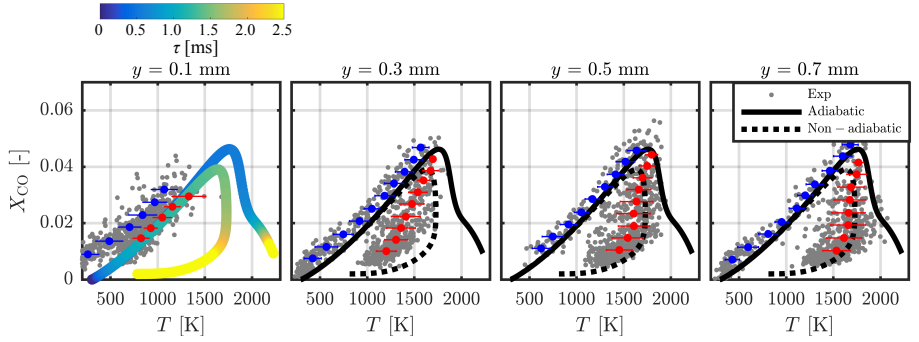 0 0.5 1.0 1.5 2.0 2.5
τ [ms]
y = 0.1 mm y = 0.3 mm y = 0.5 mm y = 0.7 mm
0.06
0.04
0.02
0
X_CO [-]
Exp
Adiabatic
Non - adiabatic
500 1000 1500 2000 500 1000 1500 2000 500 1000 1500 2000 500 1000 1500 2000
T [K] T [K] T [K] T [K]